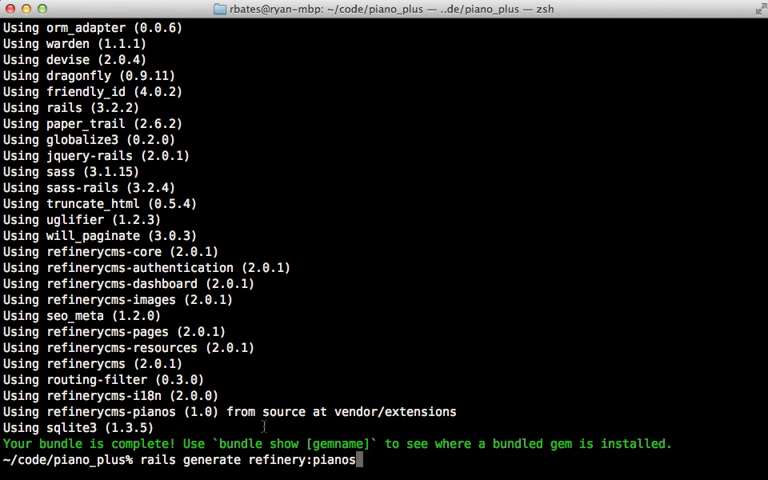 rbates@ryan-mbp: ~/code/piano_plus — ..de/piano_plus — zsh
Using orm_adapter (0.0.6)
Using warden (1.1.1)
Using devise (2.0.4)
Using dragonfly (0.9.11)
Using friendly_id (4.0.2)
Using rails (3.2.2)
Using paper_trail (2.6.2)
Using globalize3 (0.2.0)
Using jquery-rails (2.0.1)
Using sass (3.1.15)
Using sass-rails (3.2.4)
Using truncate_html (0.5.4)
Using uglifier (1.2.3)
Using will_paginate (3.0.3)
Using refinerycms-core (2.0.1)
Using refinerycms-authentication (2.0.1)
Using refinerycms-dashboard (2.0.1)
Using refinerycms-images (2.0.1)
Using seo_meta (1.2.0)
Using refinerycms-pages (2.0.1)
Using refinerycms-resources (2.0.1)
Using refinerycms (2.0.1)
Using routing-filter (0.3.0)
Using refinerycms-i18n (2.0.0)
Using refinerycms-pianos (1.0) from source at vendor/extensions
Using sqlite3 (1.3.5)
Your bundle is complete! Use `bundle show [gemname]` to see where a bundled gem is installed.
~/code/piano_plus% rails generate refinery:pianos